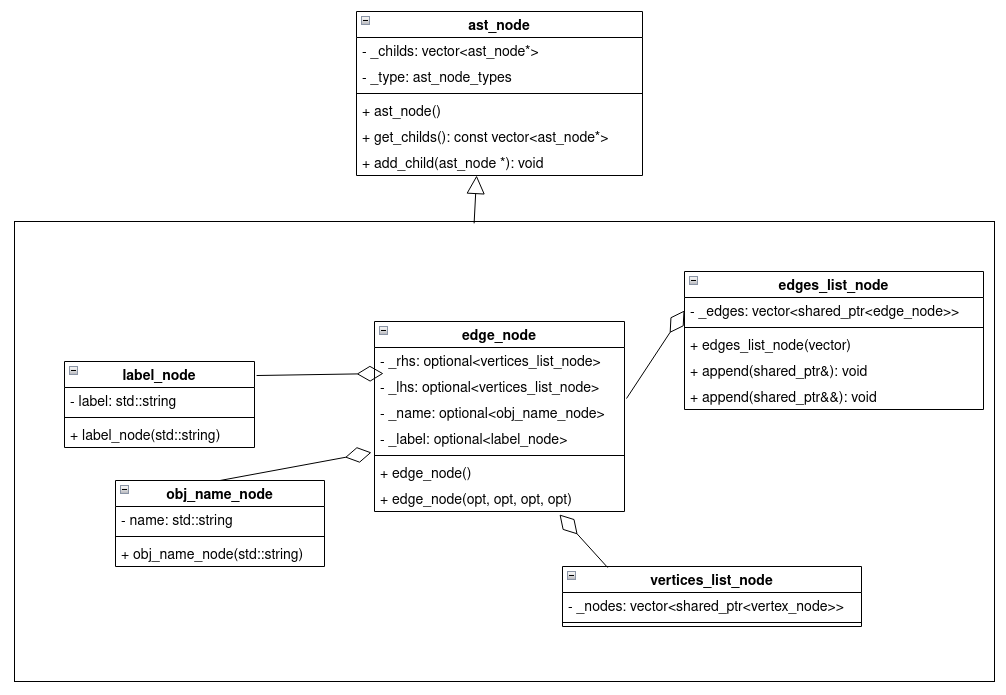 ast_node
- _childs: vector<ast_node*>
- _type: ast_node_types
+ ast_node()
+ get_childs(): const vector<ast_node*>
+ add_child(ast_node *): void
edges_list_node
- _edges: vector<shared_ptr<edge_node>>
+ edges_list_node(vector)
+ append(shared_ptr&): void
+ append(shared_ptr&&): void
edge_node
- _rhs: optional<vertices_list_node>
- _lhs: optional<vertices_list_node>
- _name: optional<obj_name_node>
- _label: optional<label_node>
+ edge_node()
+ edge_node(opt, opt, opt, opt)
label_node
- label: std::string
+ label_node(std::string)
obj_name_node
- name: std::string
+ obj_name_node(std::string)
vertices_list_node
- _nodes: vector<shared_ptr<vertex_node>>